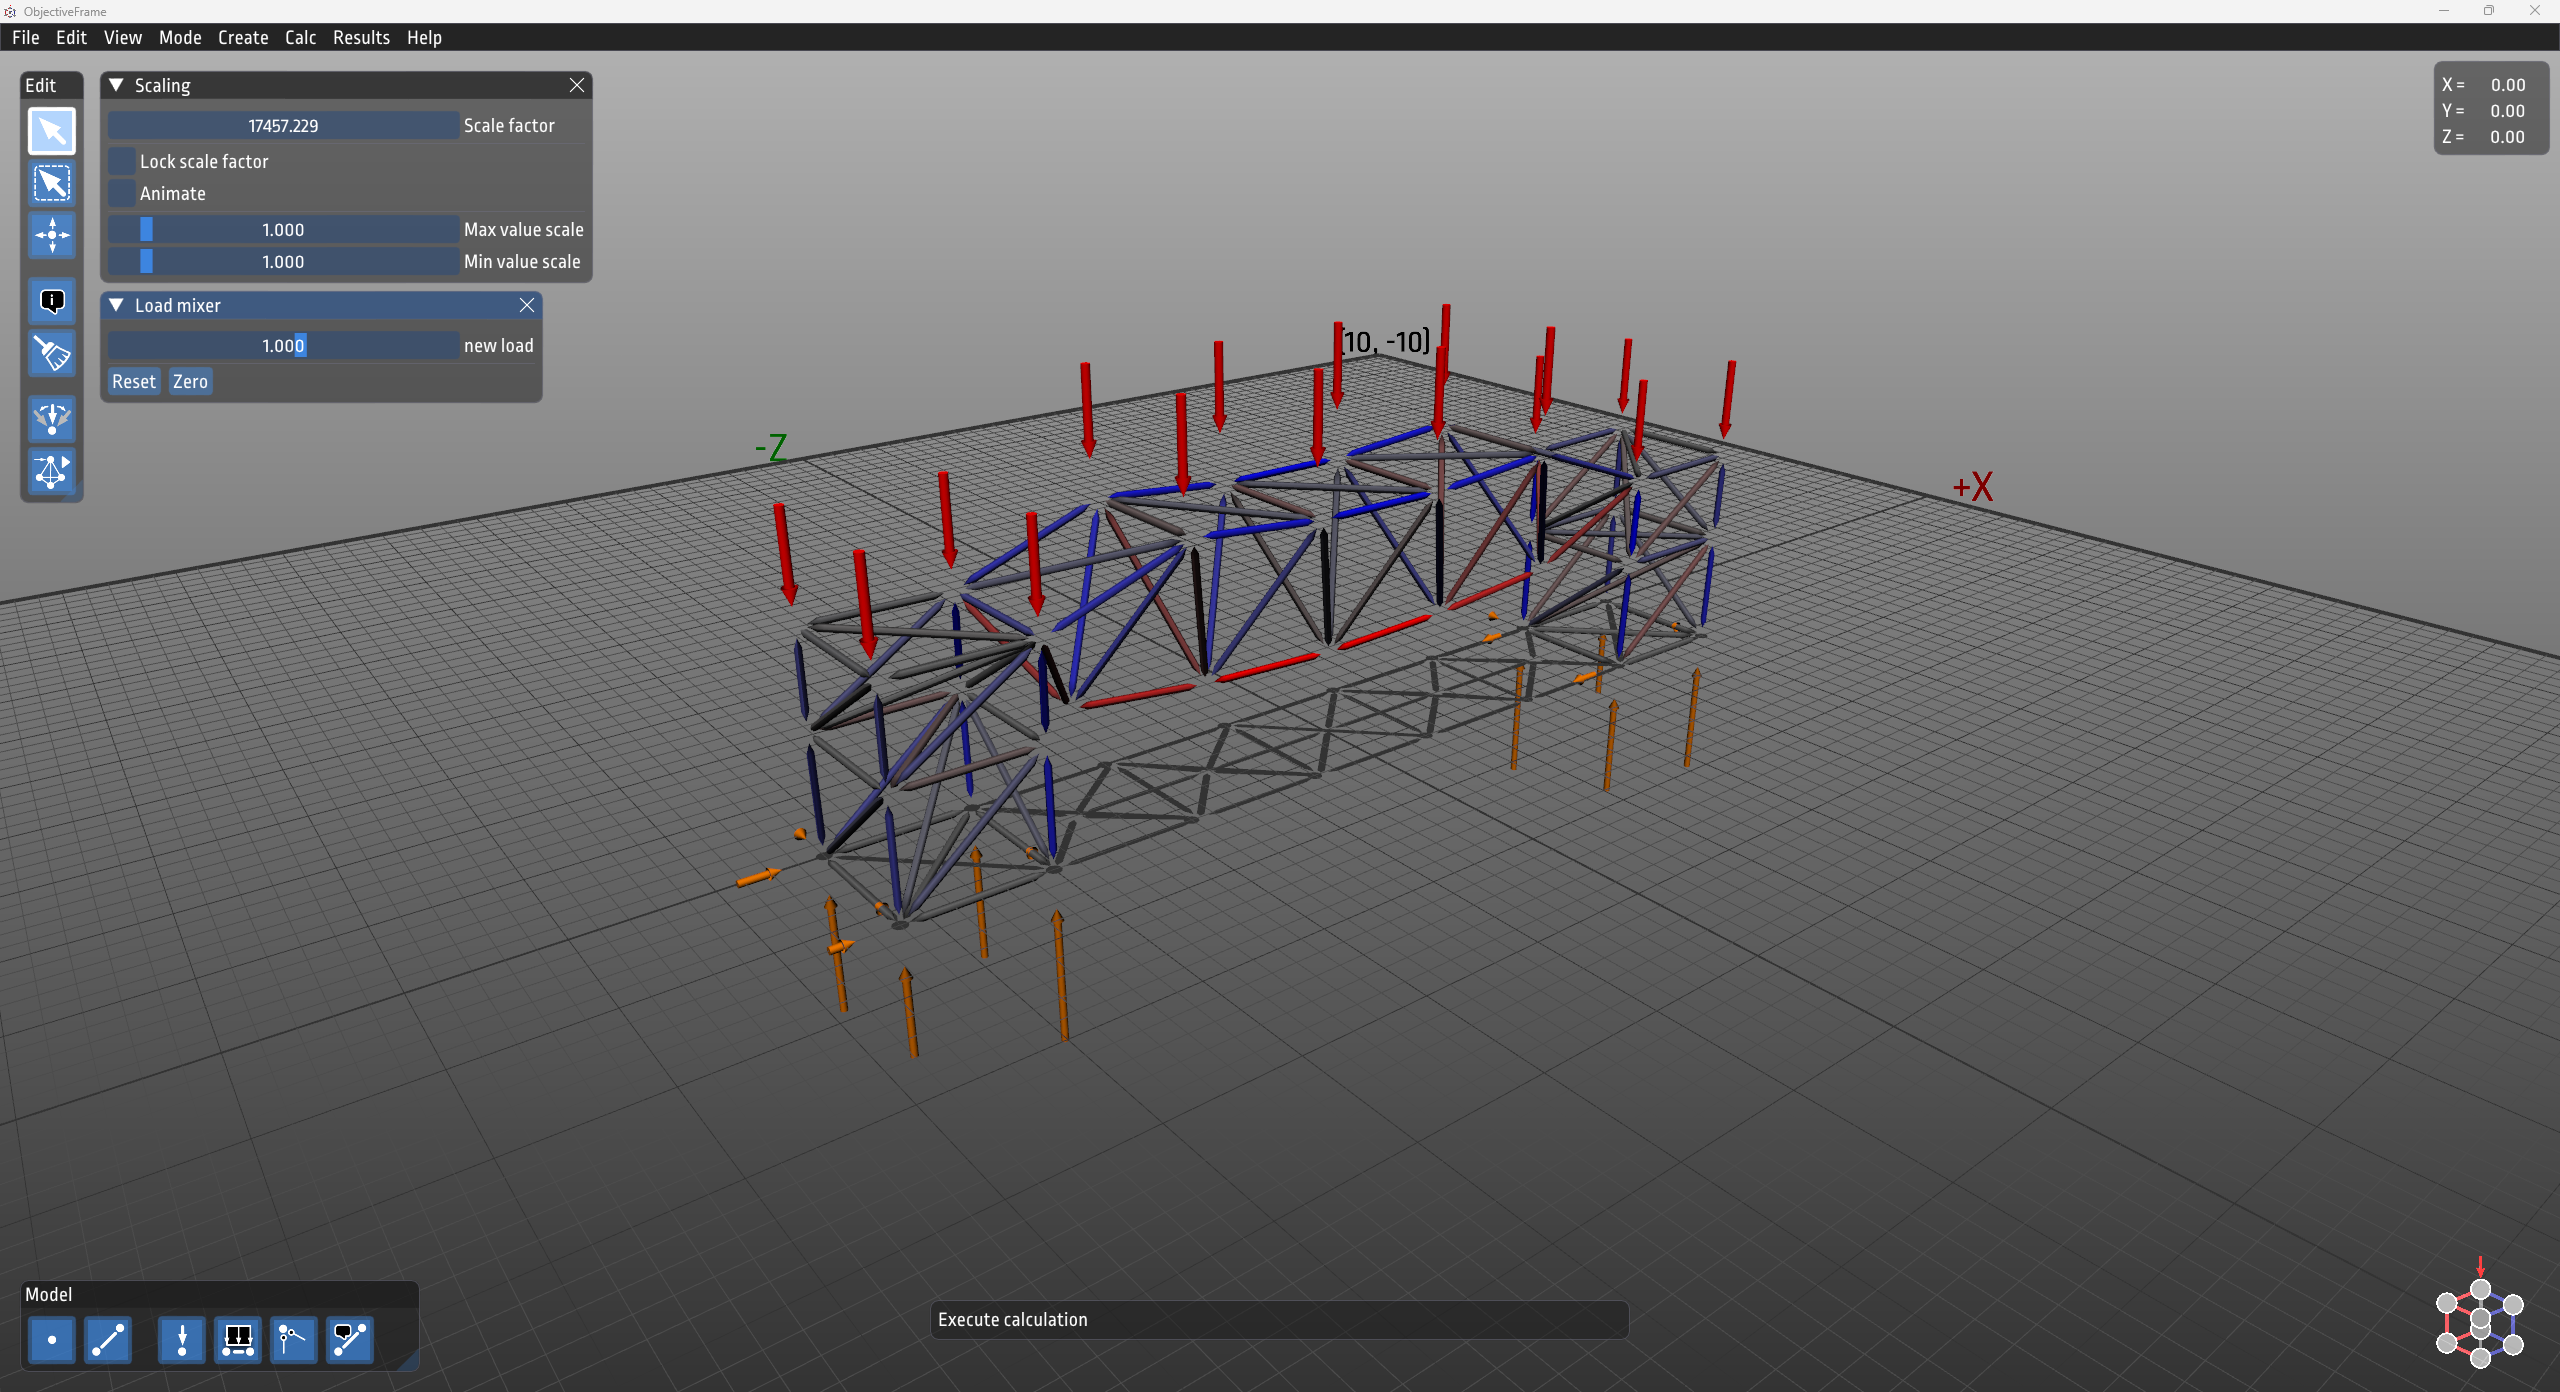 ObjectiveFrame
File Edit View Mode Create Calc Results Help
Edit
Scaling
17457.229 Scale factor
Lock scale factor
Animate
1.000 Max value scale
1.000 Min value scale
Load mixer
1.000 new load
Reset Zero
X = 0.00
Y = 0.00
Z = 0.00
[10, -10]
-Z
+X
Model
Execute calculation